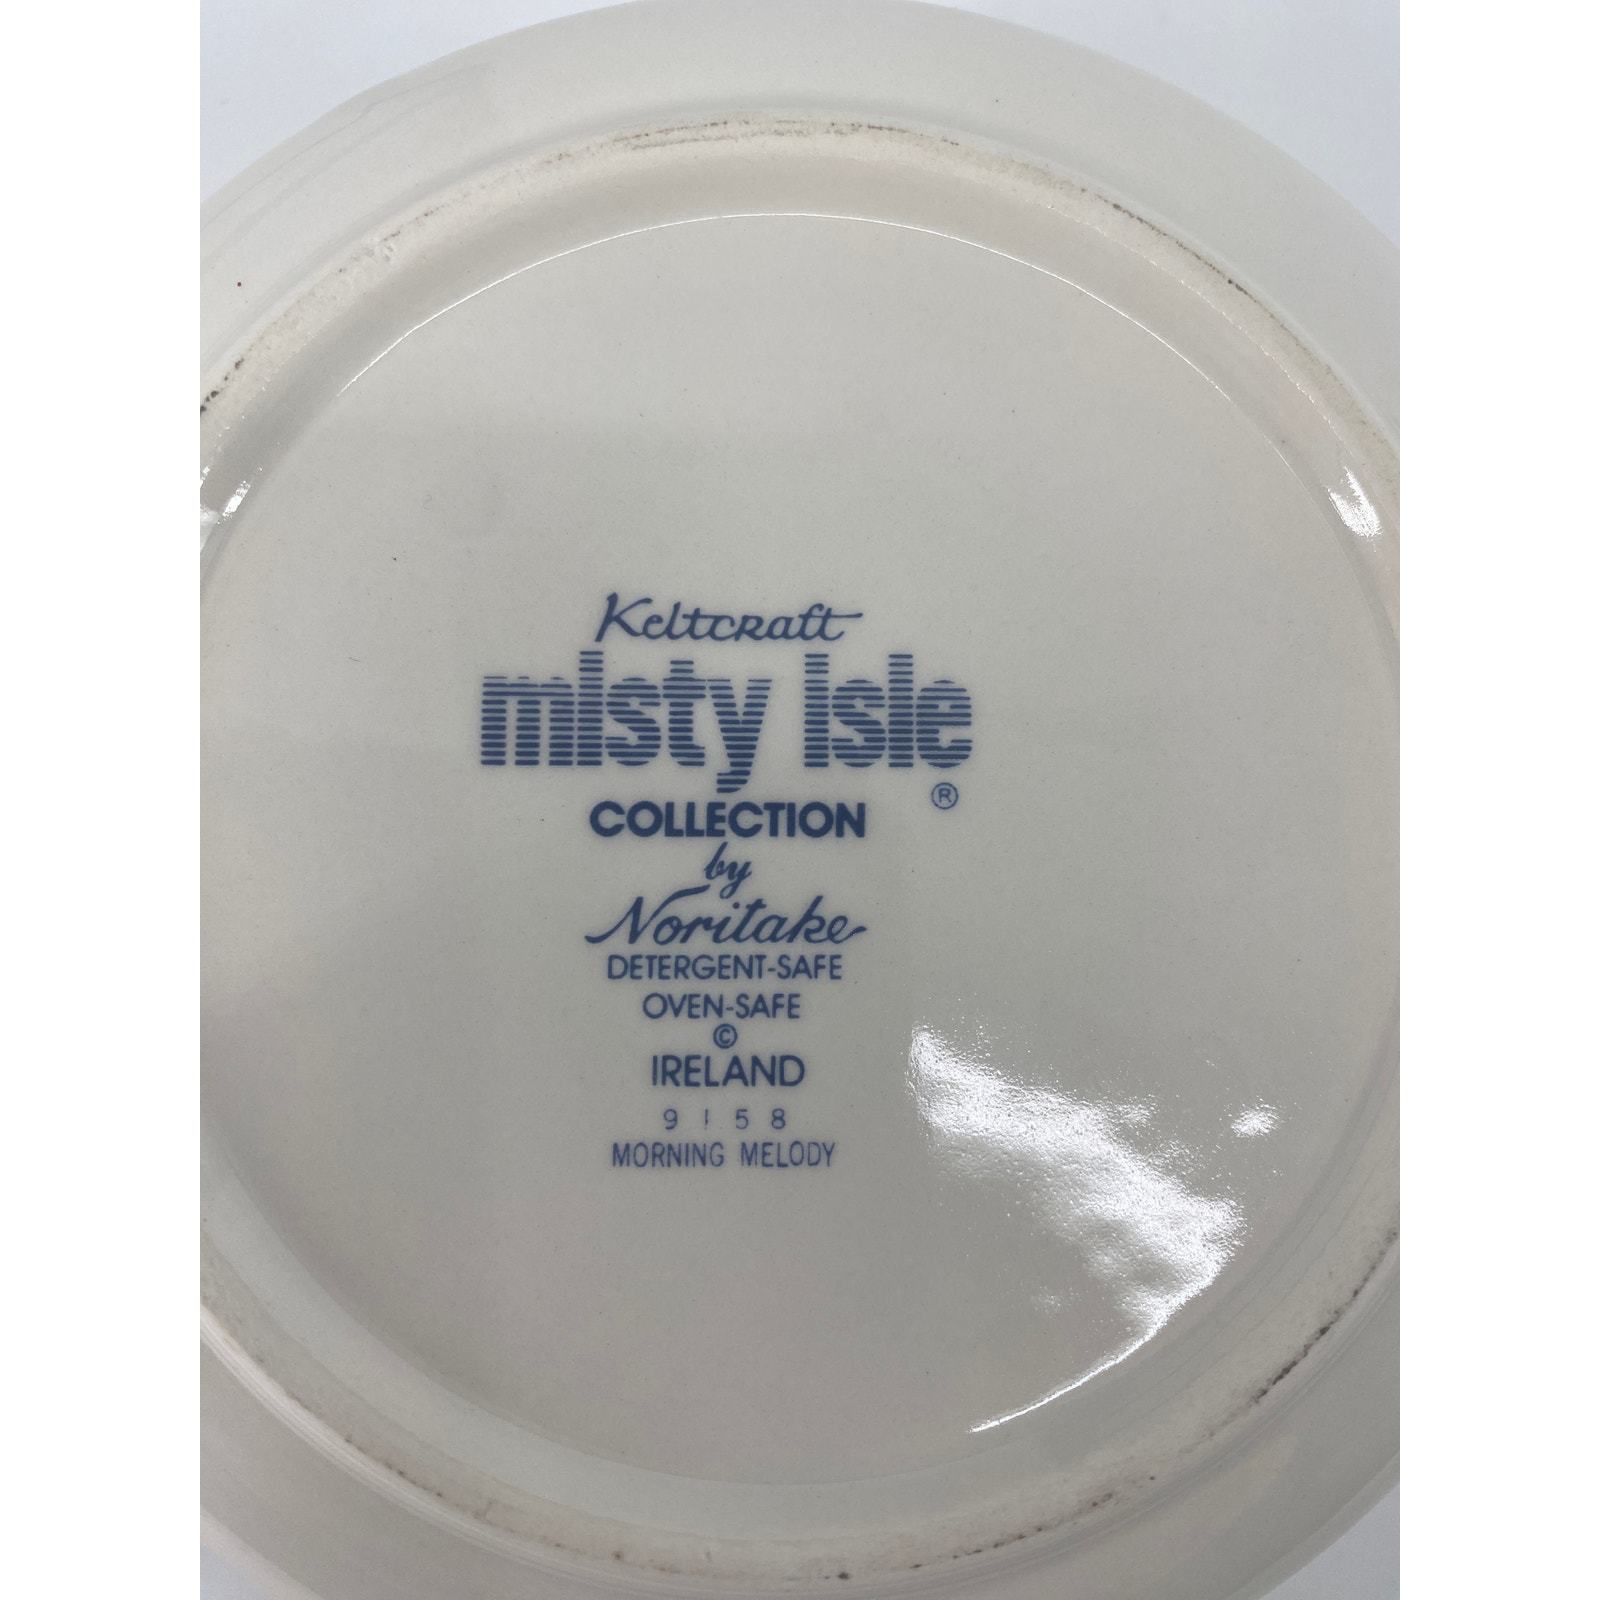 Keltcraft
misty isle
®
COLLECTION
by
Noritake
DETERGENT-SAFE
OVEN-SAFE
©
IRELAND
9158
MORNING MELODY